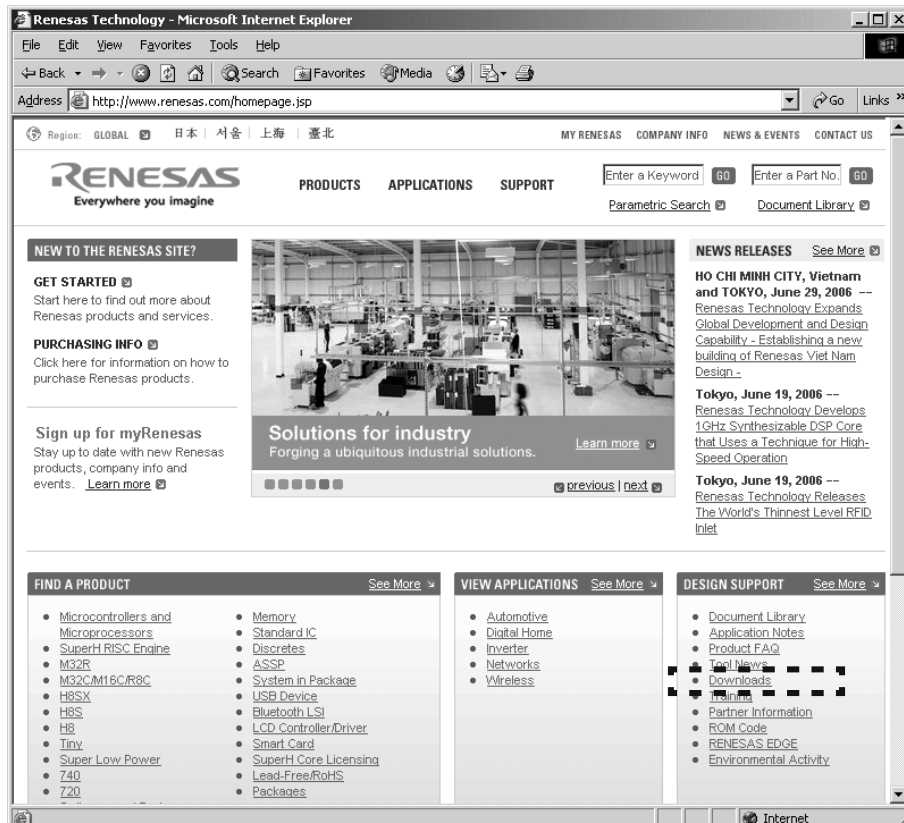 Renesas Technology - Microsoft Internet Explorer
File Edit View Favorites Tools Help
Back Search Favorites Media
Address http://www.renesas.com/homepage.jsp Go Links »
Region: GLOBAL 日本 | 서울 | 上海 | 臺北
MY RENESAS COMPANY INFO NEWS & EVENTS CONTACT US
RENESAS
Everywhere you imagine
PRODUCTS APPLICATIONS SUPPORT
Enter a Keyword GO Enter a Part No. GO
Parametric Search Document Library
NEW TO THE RENESAS SITE?
GET STARTED
Start here to find out more about
Renesas products and services.
PURCHASING INFO
Click here for information on how to
purchase Renesas products.
Sign up for myRenesas
Stay up to date with new Renesas
products, company info and
events. Learn more
Solutions for industry
Forging a ubiquitous industrial solutions.
Learn more
previous | next
NEWS RELEASES See More
HO CHI MINH CITY, Vietnam
and TOKYO, June 29, 2006 --
Renesas Technology Expands
Global Development and Design
Capability - Establishing a new
building of Renesas Viet Nam
Design -
Tokyo, June 19, 2006 --
Renesas Technology Develops
1GHz Synthesizable DSP Core
that Uses a Technique for High-
Speed Operation
Tokyo, June 19, 2006 --
Renesas Technology Releases
The World's Thinnest Level RFID
Inlet
FIND A PRODUCT See More
Microcontrollers and
Microprocessors
SuperH RISC Engine
M32R
M32C/M16C/R8C
H8SX
H8S
H8
Tiny
Super Low Power
740
720
Memory
Standard IC
Discretes
ASSP
System in Package
USB Device
Bluetooth LSI
LCD Controller/Driver
Smart Card
SuperH Core Licensing
Lead-Free/RoHS
Packages
VIEW APPLICATIONS See More
Automotive
Digital Home
Inverter
Networks
Wireless
DESIGN SUPPORT See More
Document Library
Application Notes
Product FAQ
Tool News
Downloads
Training
Partner Information
ROM Code
RENESAS EDGE
Environmental Activity
Internet